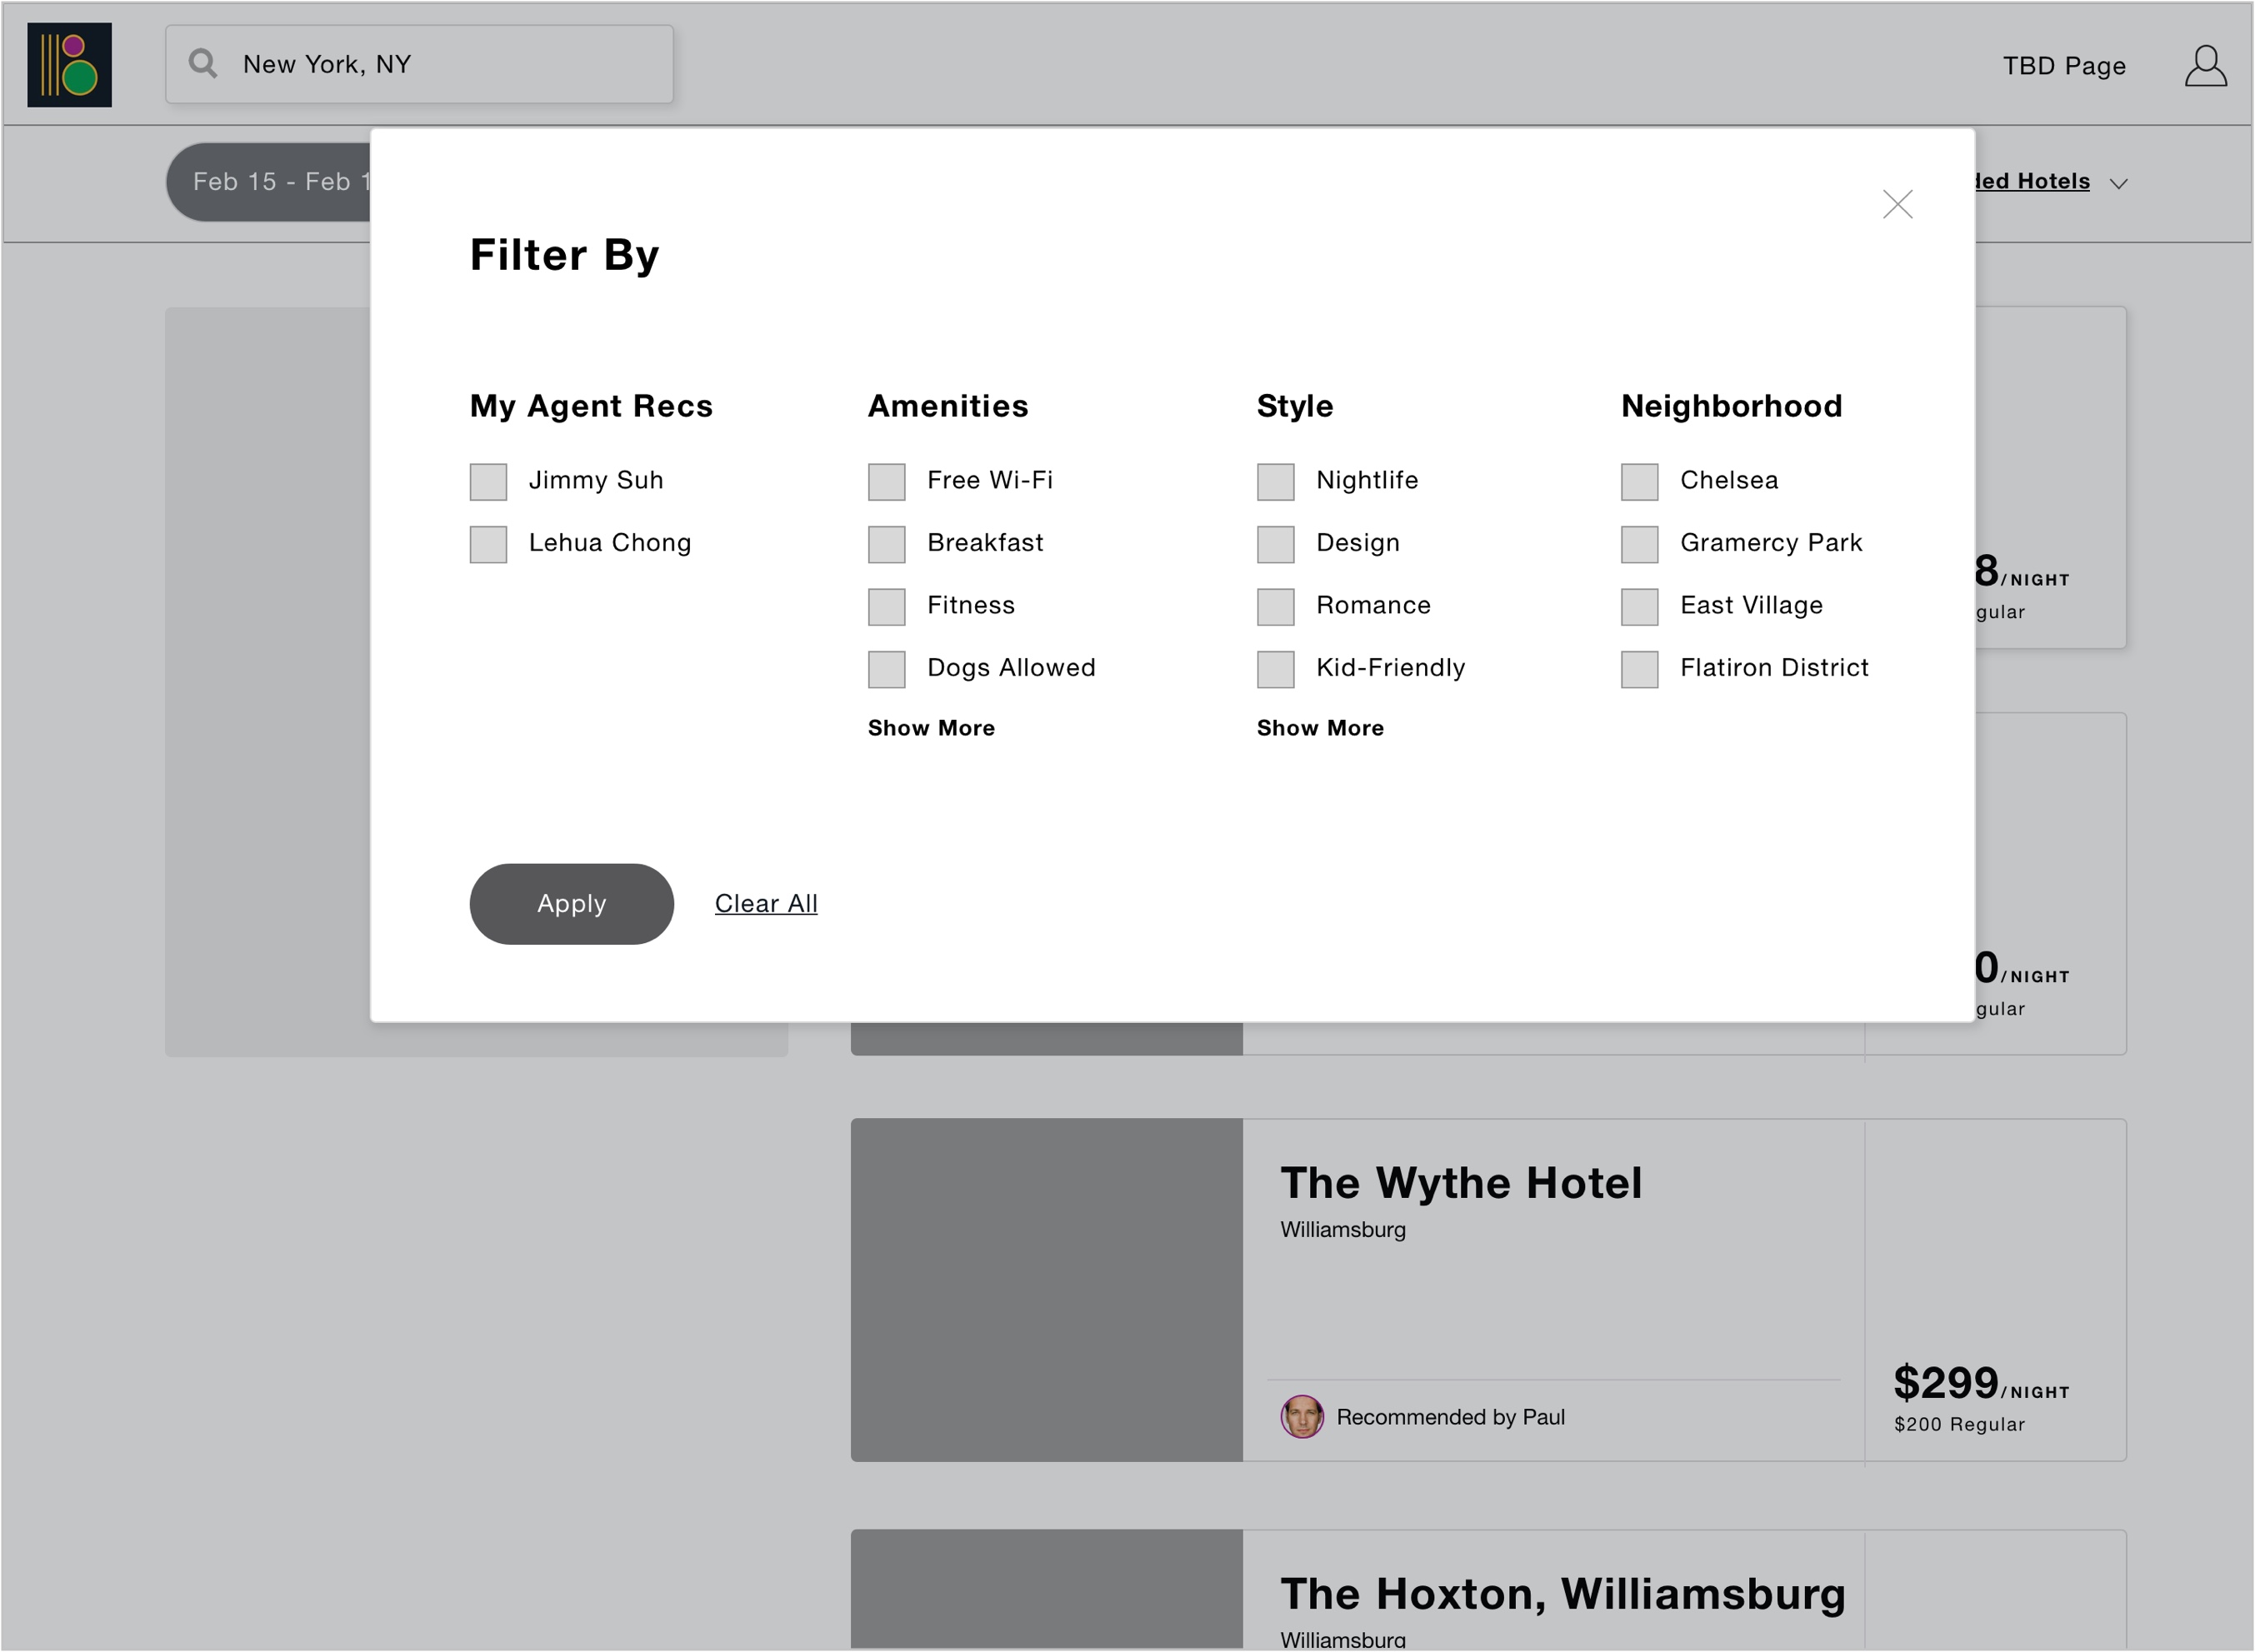 New York, NY
TBD Page
Feb 15 - Feb 1
Hotels
Filter By
My Agent Recs
Jimmy Suh
Lehua Chong
Amenities
Free Wi-Fi
Breakfast
Fitness
Dogs Allowed
Show More
Style
Nightlife
Design
Romance
Kid-Friendly
Show More
Neighborhood
Chelsea
Gramercy Park
East Village
Flatiron District
Apply
Clear All
8/NIGHT
gular
0/NIGHT
gular
The Wythe Hotel
Williamsburg
Recommended by Paul
$299/NIGHT
$200 Regular
The Hoxton, Williamsburg
Williamsburg